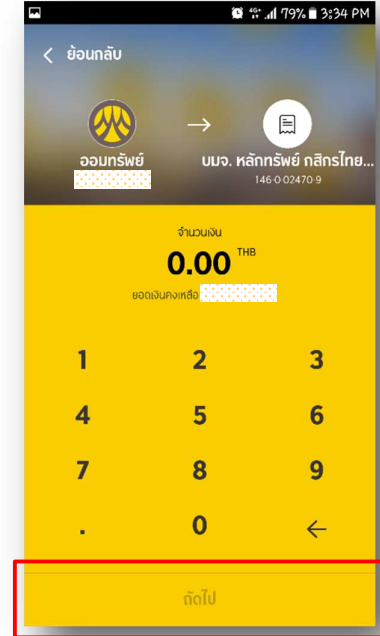 4G+ 79% 3:34 PM
ย้อนกลับ
ออมทรัพย์
บมจ. หลักทรัพย์ กสิกรไทย...
146-0-02470-9
จำนวนเงิน
0.00 THB
ยอดเงินคงเหลือ
1 2 3
4 5 6
7 8 9
. 0 ←
ถัดไป